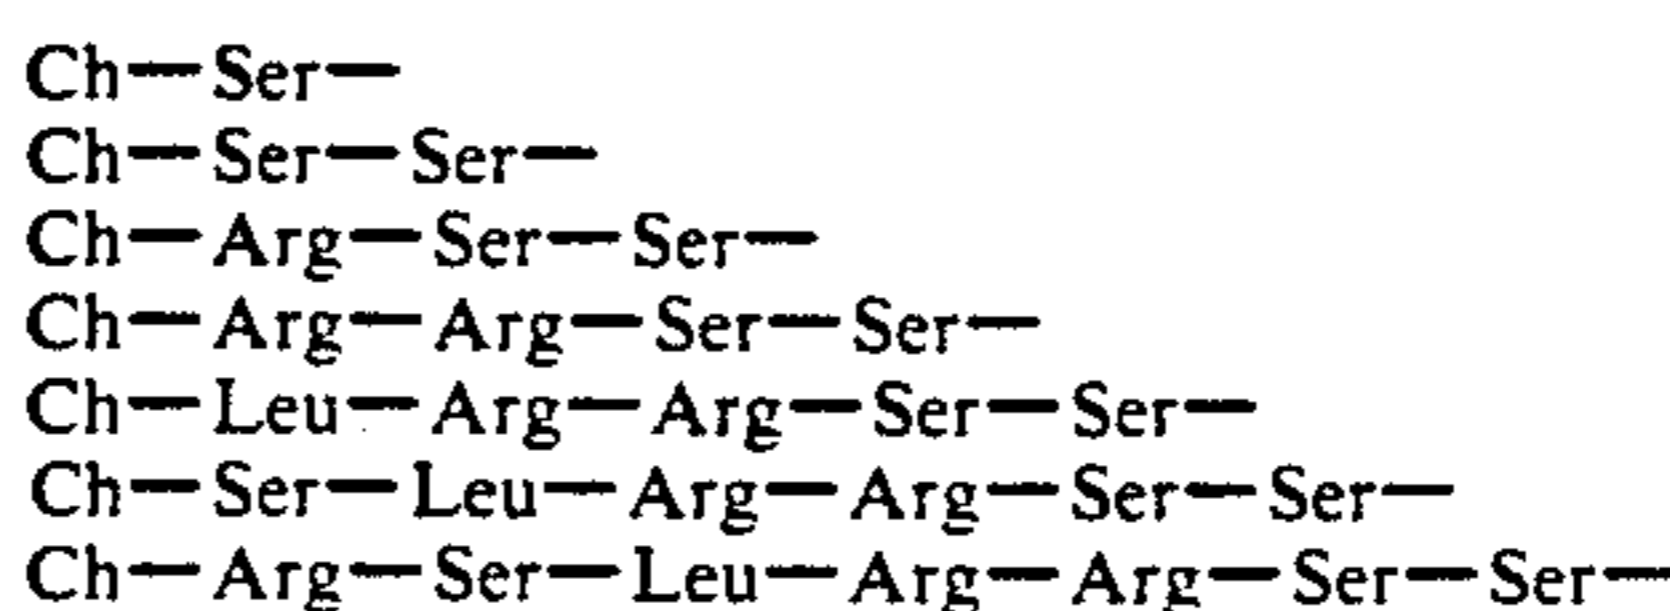 Ch—Ser—
Ch—Ser—Ser—
Ch—Arg—Ser—Ser—
Ch—Arg—Arg—Ser—Ser—
Ch—Leu—Arg—Arg—Ser—Ser—
Ch—Ser—Leu—Arg—Arg—Ser—Ser—
Ch—Arg—Ser—Leu—Arg—Arg—Ser—Ser—